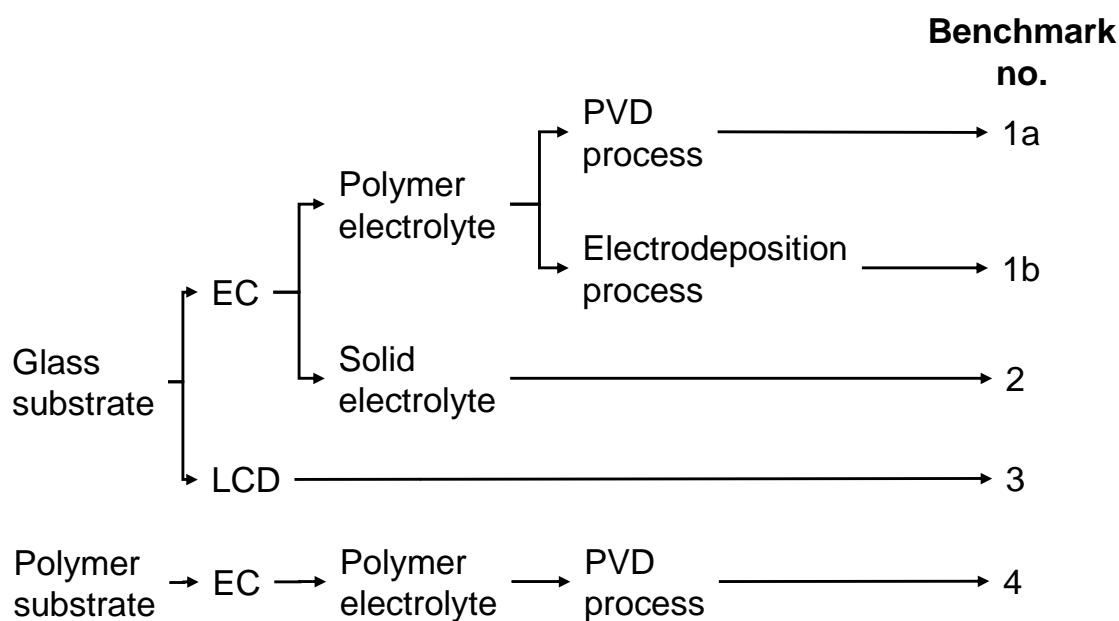 Benchmark
no.
PVD
process
1a
Polymer
electrolyte
Electrodeposition
process
1b
EC
Glass
substrate
Solid
electrolyte
2
LCD
3
Polymer
substrate
EC
Polymer
electrolyte
PVD
process
4